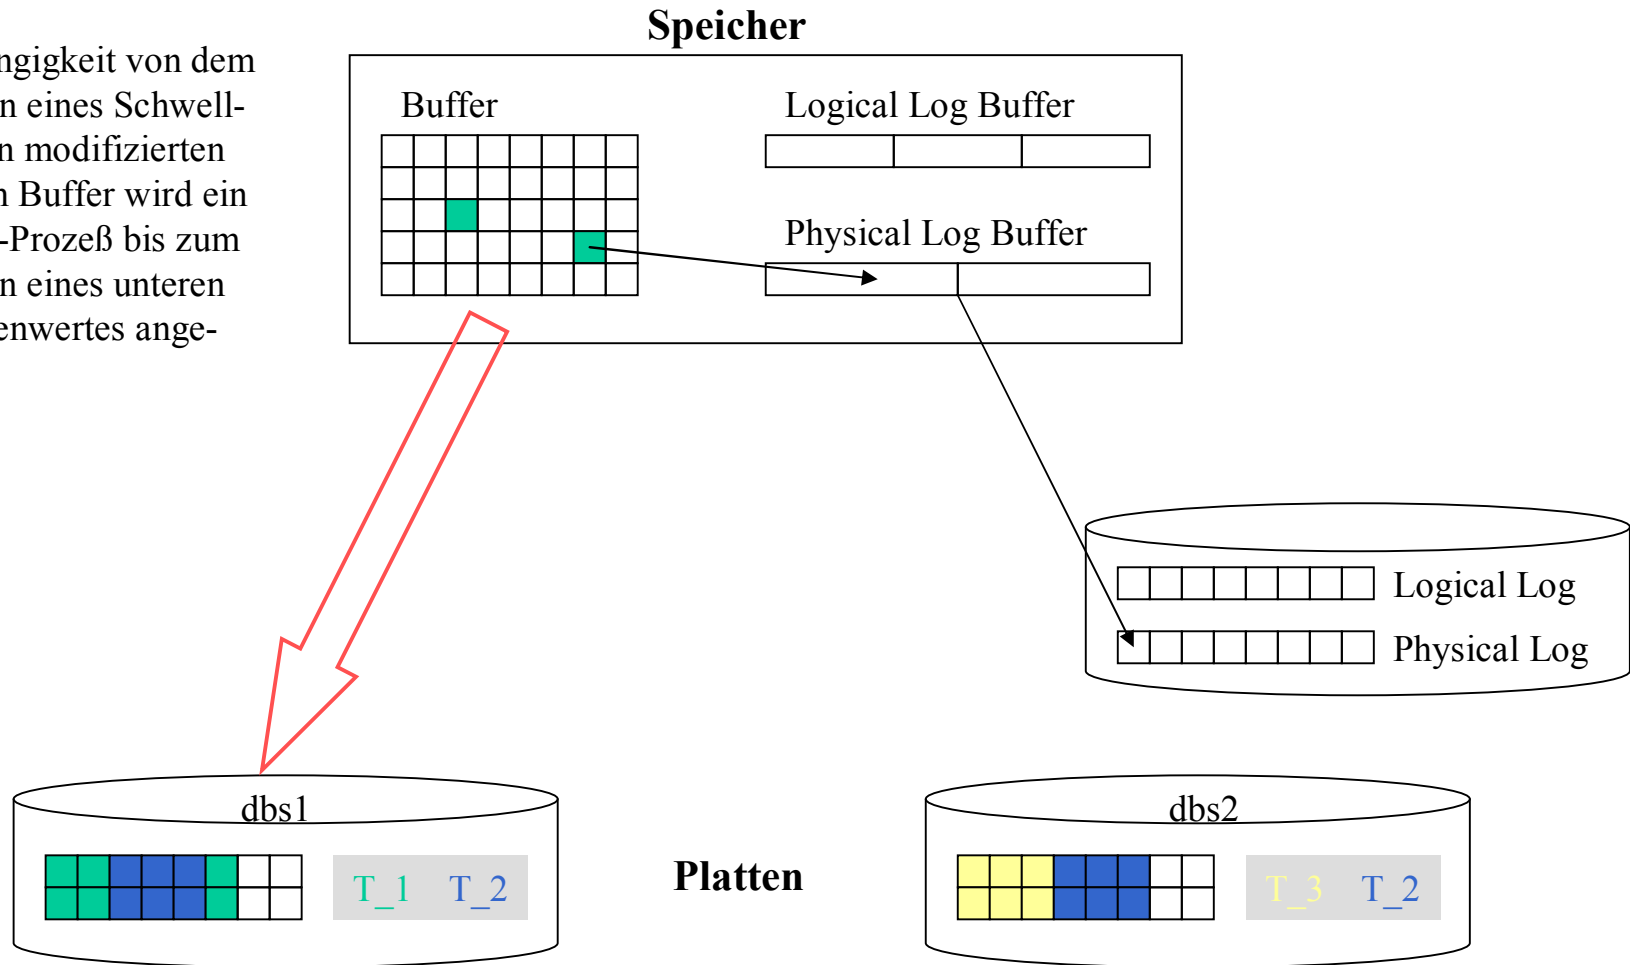 Speicher
ngigkeit von dem
n eines Schwell-
n modifizierten
n Buffer wird ein
-Prozeß bis zum
n eines unteren
enwertes ange-
Buffer
Logical Log Buffer
Physical Log Buffer
Logical Log
Physical Log
dbs1
T_1 T_2
Platten
dbs2
T_3 T_2